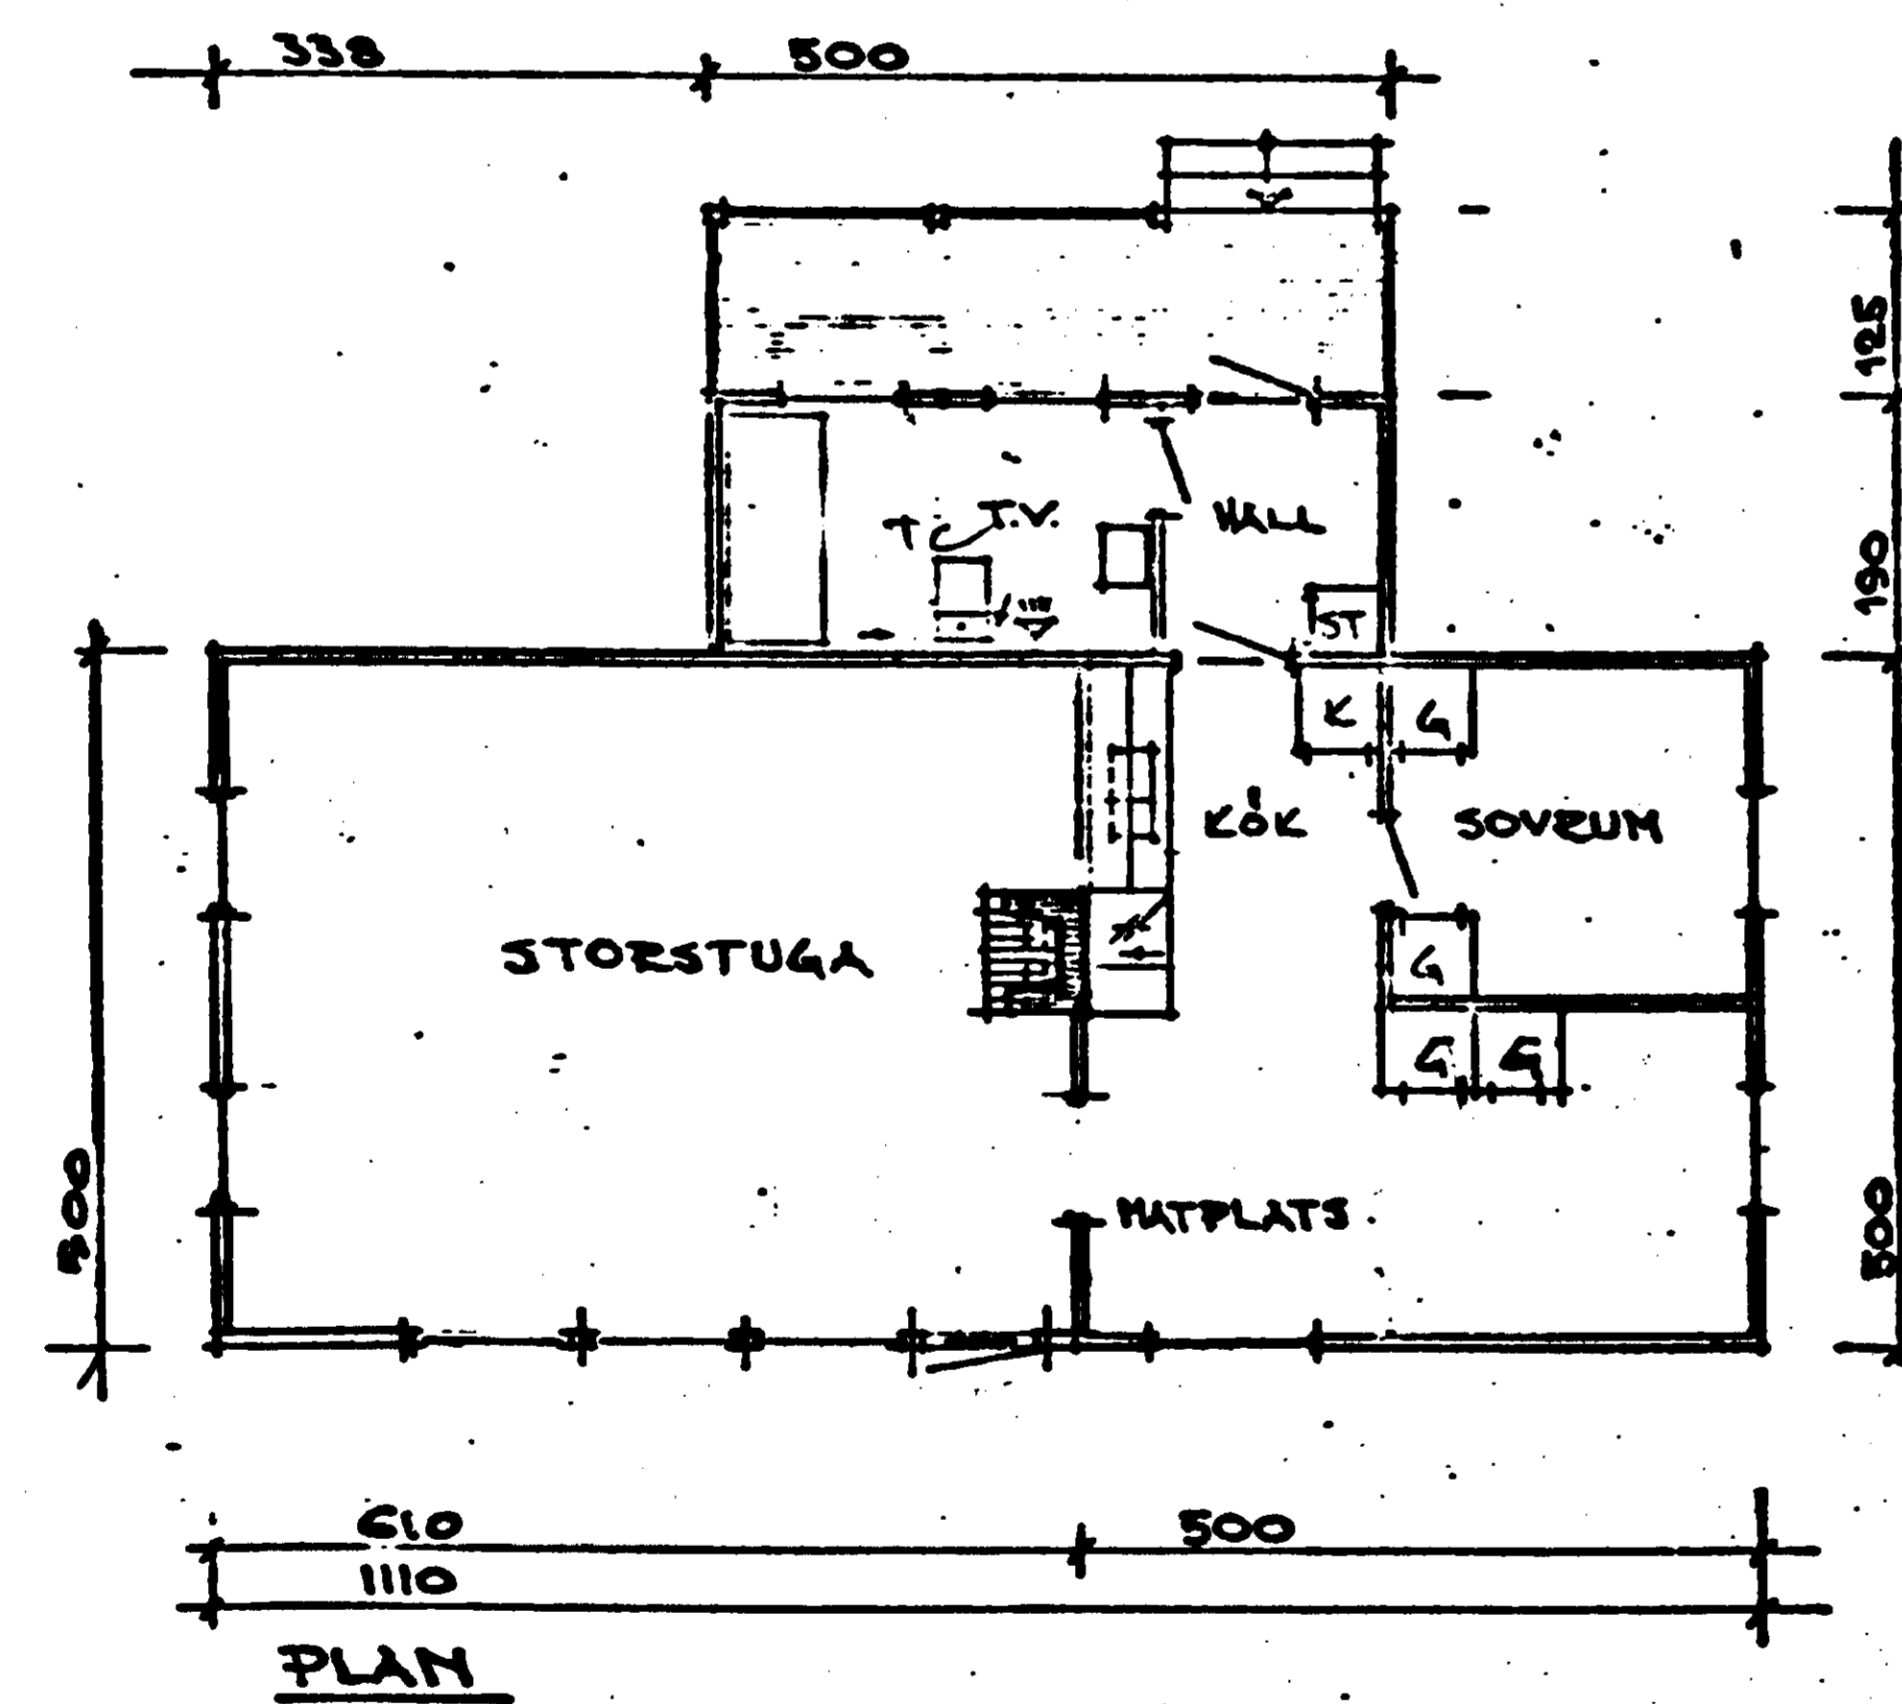 338
500
125
T.V.
HALL
190
ST
K
G
KÖK
SOVRUM
STORSTUGA
G
G
G
MATPLATS
500
500
610
500
1110
PLAN